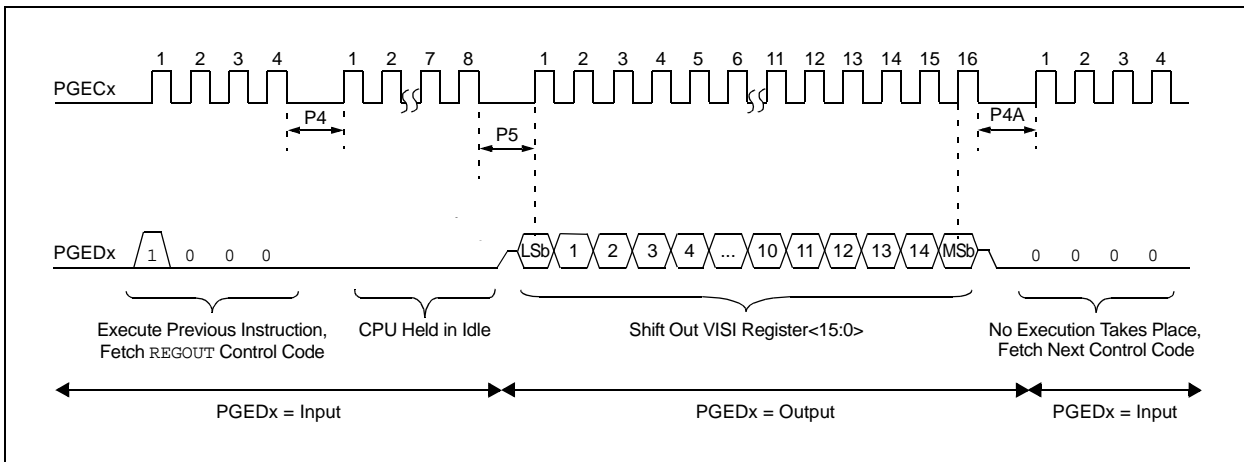 1 2 3 4 1 2 7 8 1 2 3 4 5 6 11 12 13 14 15 16 1 2 3 4
PGECx
P4 P5 P4A
PGEDx 1 0 0 0 LSb 1 2 3 4 ... 10 11 12 13 14 MSb 0 0 0 0
Execute Previous Instruction,
Fetch REGOUT Control Code
CPU Held in Idle
Shift Out VISI Register<15:0>
No Execution Takes Place,
Fetch Next Control Code
PGEDx = Input PGEDx = Output PGEDx = Input